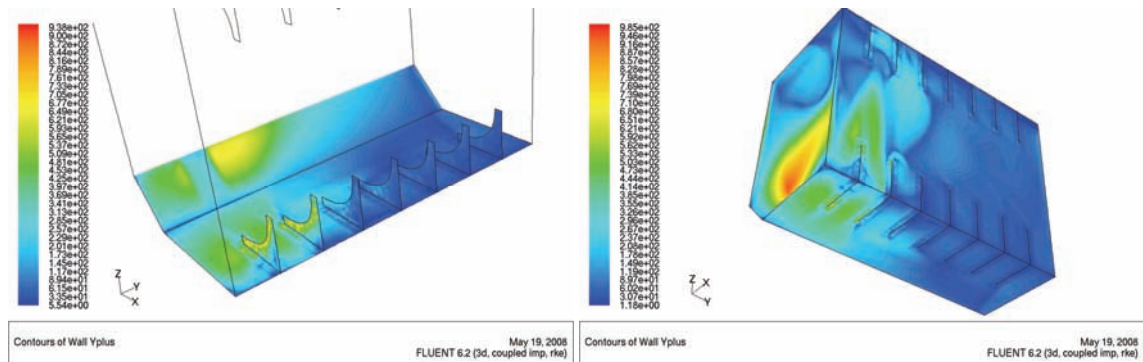 9.38e+02
9.00e+02
8.72e+02
8.44e+02
8.16e+02
7.89e+02
7.61e+02
7.33e+02
7.05e+02
6.77e+02
6.49e+02
6.21e+02
5.93e+02
5.65e+02
5.37e+02
5.09e+02
4.81e+02
4.53e+02
4.25e+02
3.97e+02
3.69e+02
3.41e+02
3.13e+02
2.85e+02
2.57e+02
2.29e+02
2.01e+02
1.73e+02
1.45e+02
1.17e+02
8.94e+01
6.15e+01
3.35e+01
5.54e+00
Z
Y
X
Contours of Wall Yplus
May 19, 2008
FLUENT 6.2 (3d, coupled imp, rke)
9.85e+02
9.46e+02
9.16e+02
8.87e+02
8.57e+02
8.28e+02
7.98e+02
7.69e+02
7.39e+02
7.10e+02
6.80e+02
6.51e+02
6.21e+02
5.92e+02
5.62e+02
5.33e+02
5.03e+02
4.73e+02
4.44e+02
4.14e+02
3.85e+02
3.55e+02
3.26e+02
2.96e+02
2.67e+02
2.37e+02
2.08e+02
1.78e+02
1.49e+02
1.19e+02
8.97e+01
6.02e+01
3.07e+01
1.18e+00
Z
X
Y
Contours of Wall Yplus
May 19, 2008
FLUENT 6.2 (3d, coupled imp, rke)